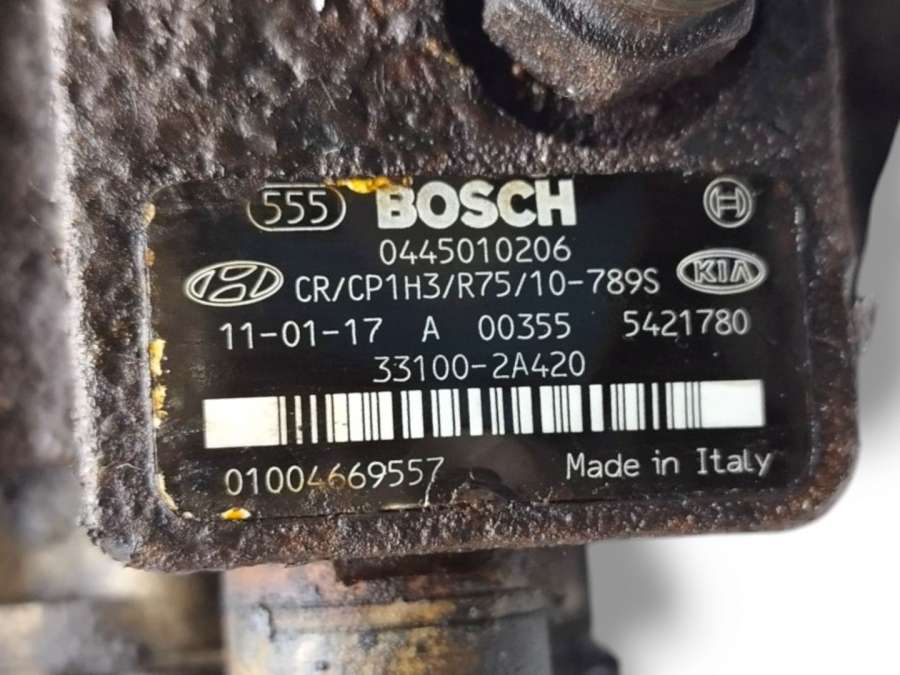 555 BOSCH
0445010206
CR/CP1H3/R75/10-789S KIA
11-01-17 A 00355 5421780
33100-2A420
01004669557 Made in Italy